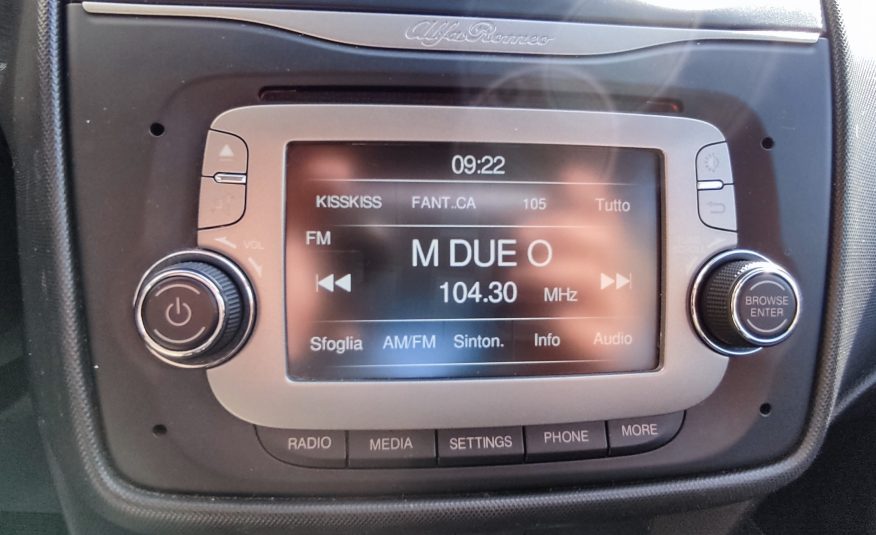 Alfa Romeo
09:22
KISSKISS FANT..CA 105 Tutto
FM
M DUE O
104.30 MHz
Sfoglia AM/FM Sinton. Info Audio
VOL
BROWSE
ENTER
RADIO MEDIA SETTINGS PHONE MORE